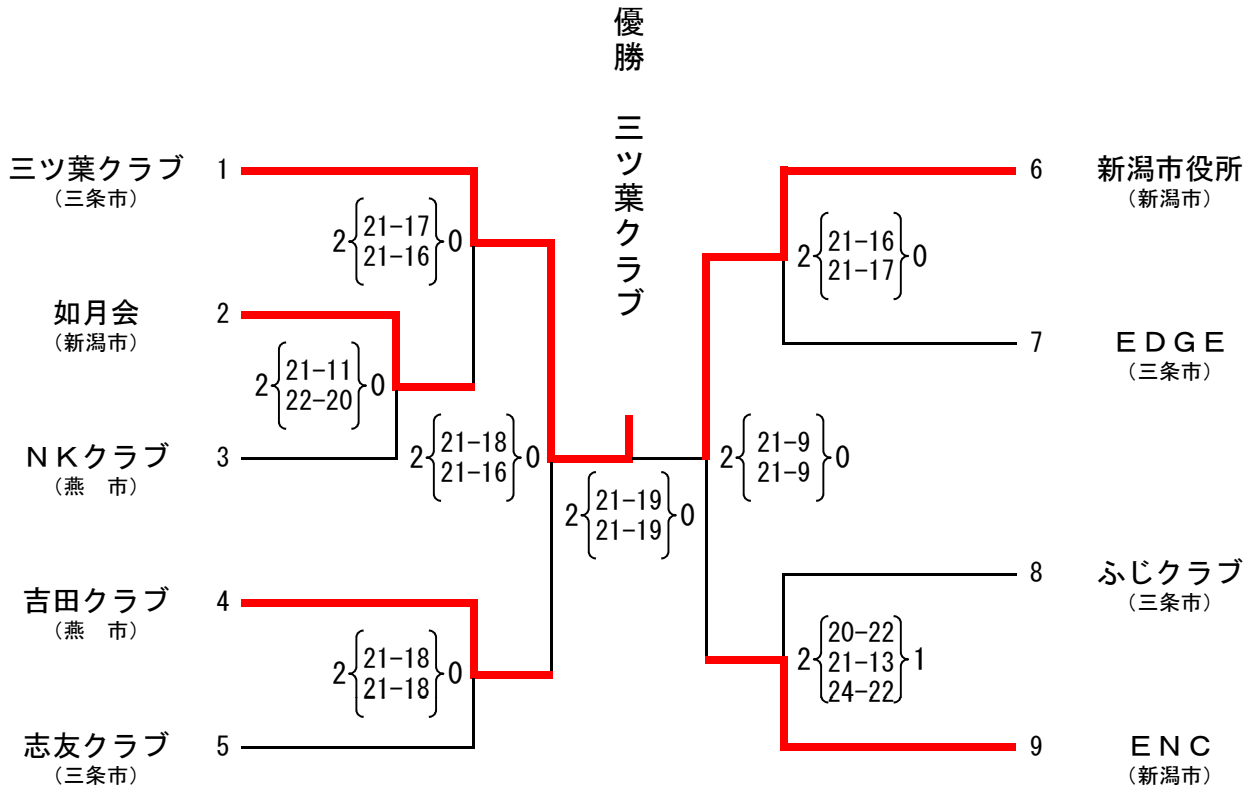 優勝 三ツ葉クラブ
三ツ葉クラブ 1
(三条市)
2 21-17 0
21-16
如月会 2
(新潟市)
2 21-11 0
22-20
NKクラブ 3
(燕 市)
2 21-18 0
21-16
吉田クラブ 4
(燕 市)
2 21-18 0
21-18
志友クラブ 5
(三条市)
2 21-19 0
21-19
6 新潟市役所
(新潟市)
2 21-16 0
21-17
7 EDGE
(三条市)
2 21-9 0
21-9
8 ふじクラブ
(三条市)
20-22
2 21-13 1
24-22
9 ENC
(新潟市)